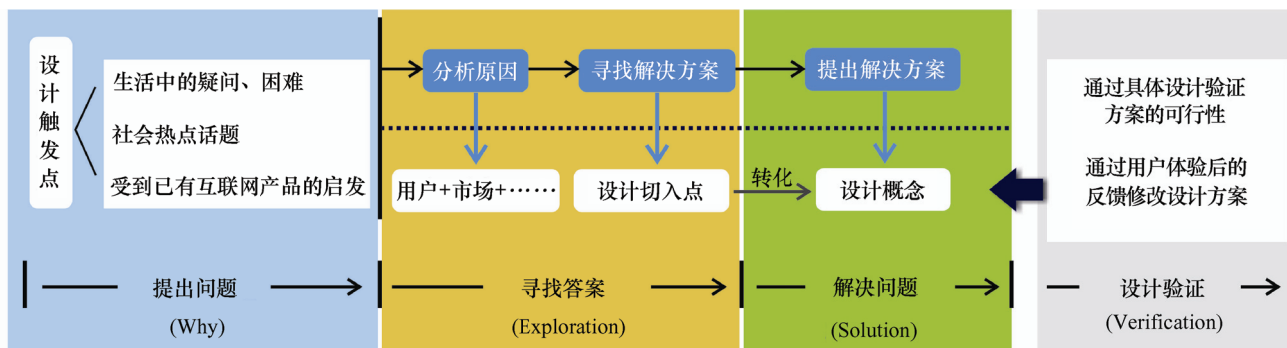 设计触发点
生活中的疑问、困难
社会热点话题
受到已有互联网产品的启发
分析原因
寻找解决方案
提出解决方案
用户+市场+……
设计切入点
转化
设计概念
通过具体设计验证
方案的可行性
通过用户体验后的
反馈修改设计方案
提出问题
(Why)
寻找答案
(Exploration)
解决问题
(Solution)
设计验证
(Verification)